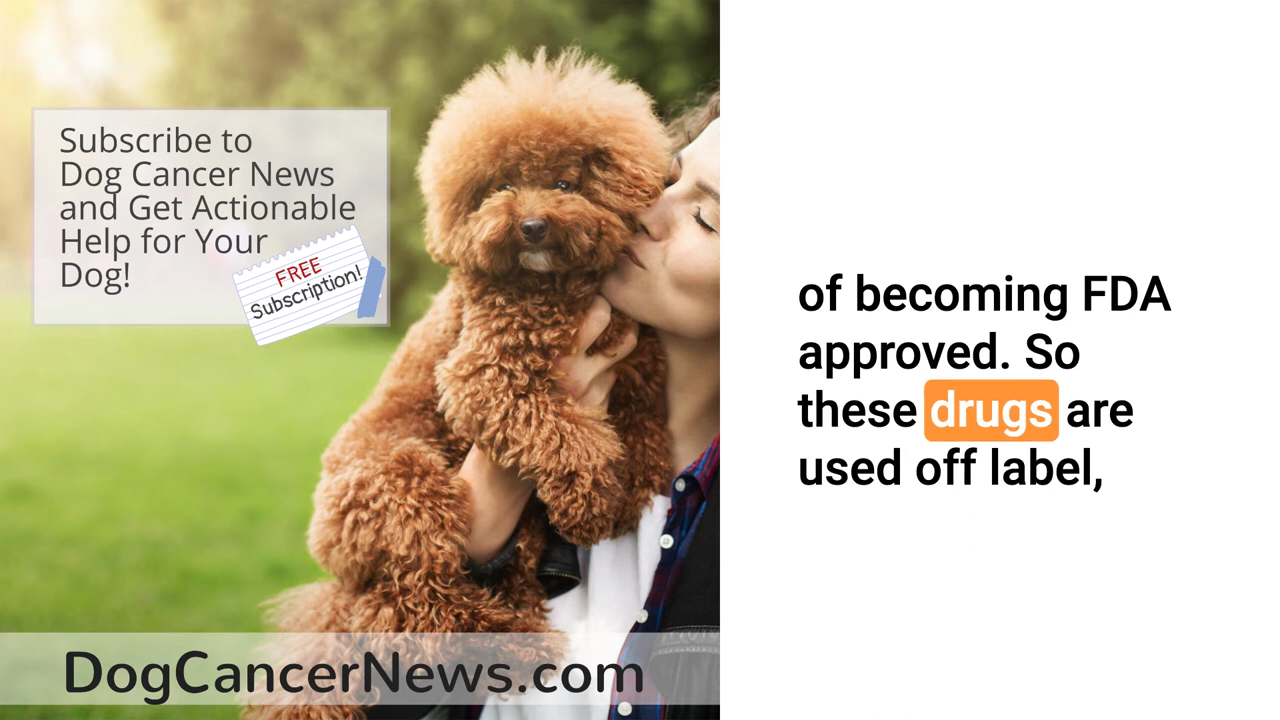 Subscribe to
Dog Cancer News
and Get Actionable
Help for Your
Dog!
FREE
Subscription!
DogCancerNews.com
of becoming FDA
approved. So
these drugs are
used off label,